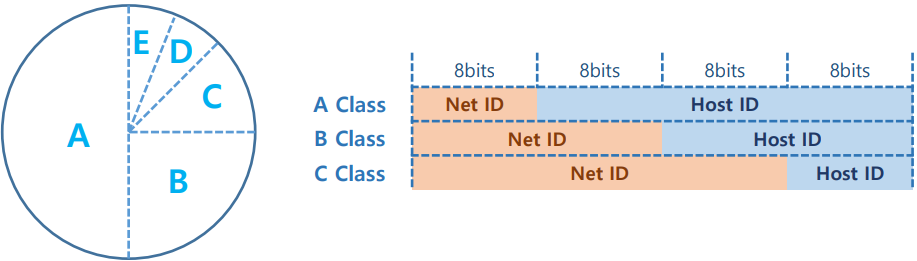 E
D
C
A
B
8bits 8bits 8bits 8bits
A Class Net ID Host ID
B Class Net ID Host ID
C Class Net ID Host ID